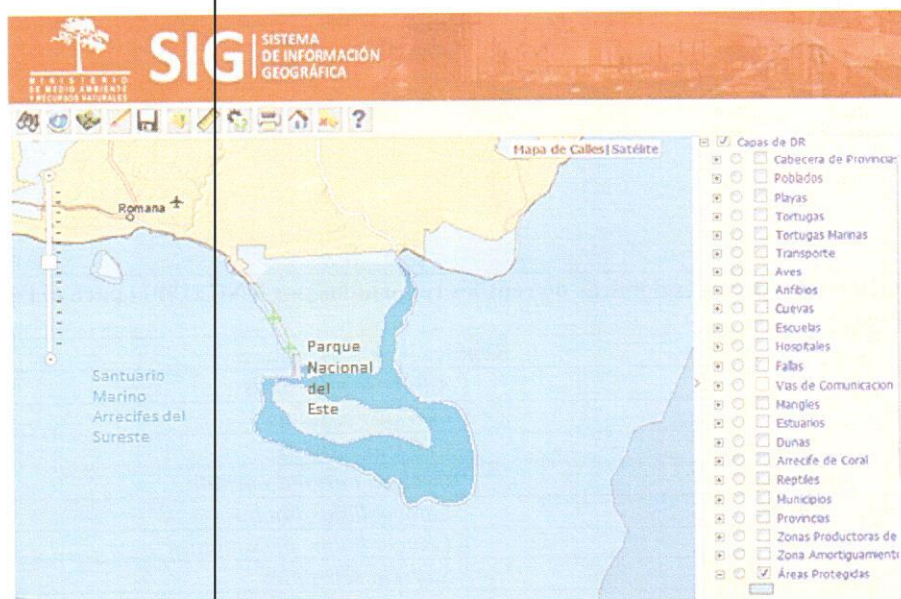 MINISTERIO
DE MEDIO AMBIENTE
Y RECURSOS NATURALES
SIG
SISTEMA
DE INFORMACIÓN
GEOGRÁFICA
?
Mapa de Calles|Satélite
Romana
Parque
Nacional
del
Este
Santuario
Marino
Arrecifes del
Sureste
Capas de DR
Cabecera de Provincias
Poblados
Playas
Tortugas
Tortugas Marinas
Transporte
Aves
Anfibios
Cuevas
Escuelas
Hospitales
Fallas
Vias de Comunicacion
Mangles
Estuarios
Dunas
Arrecife de Coral
Reptiles
Municipios
Provincias
Zonas Productoras de
Zona Amortiguamiento
Áreas Protegidas